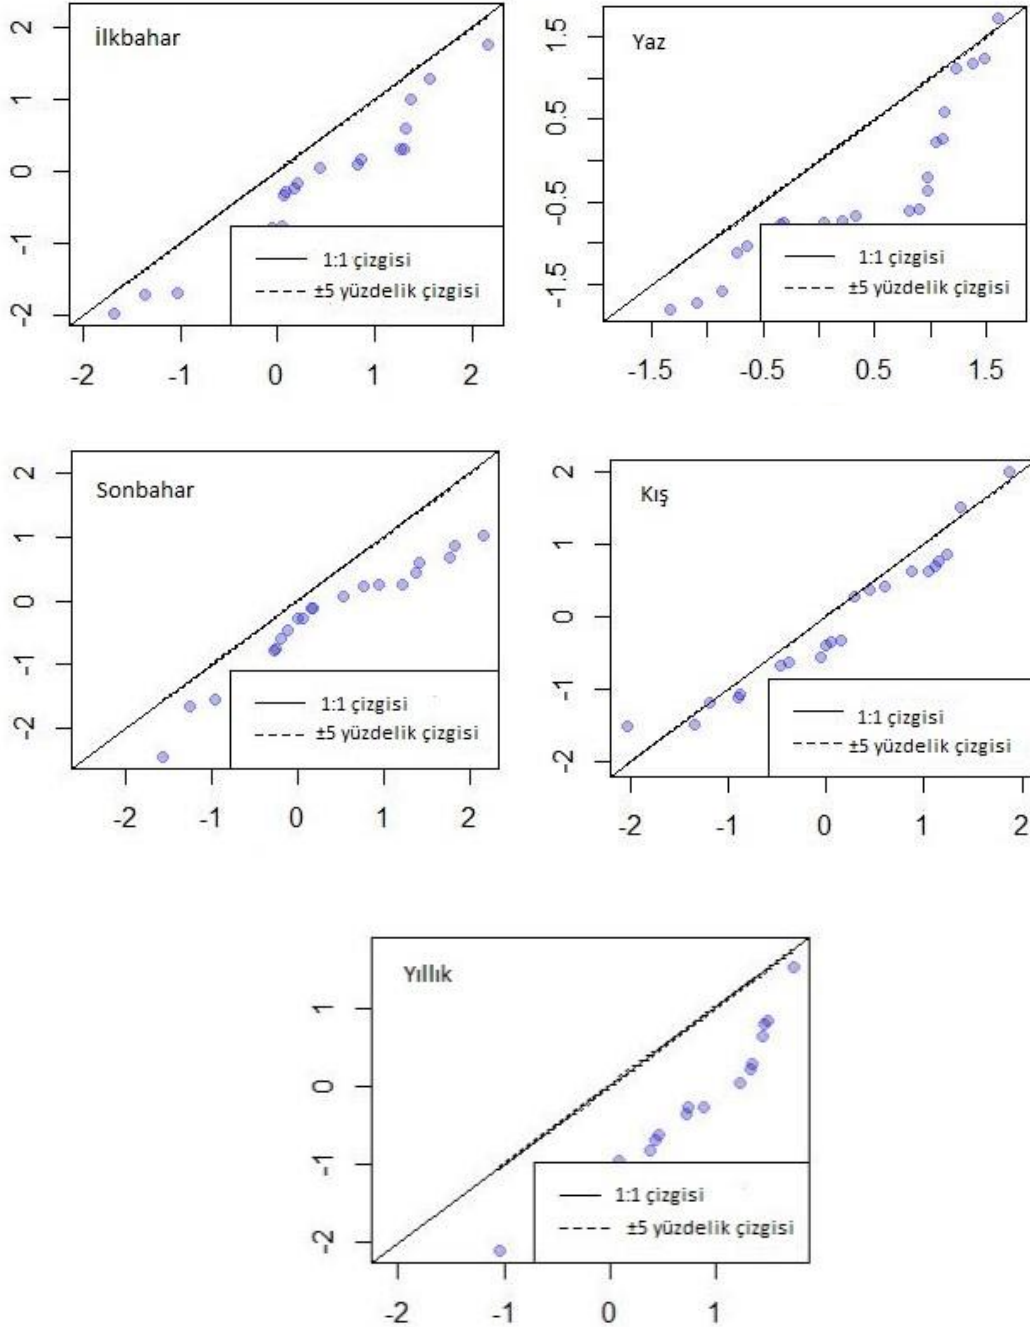 İlkbahar
2
1
0
-1
-2
1:1 çizgisi
±5 yüzdelik çizgisi
-2 -1 0 1 2
Yaz
1.5
0.5
-0.5
-1.5
1:1 çizgisi
±5 yüzdelik çizgisi
-1.5 -0.5 0.5 1.5
Sonbahar
2
1
0
-1
-2
1:1 çizgisi
±5 yüzdelik çizgisi
-2 -1 0 1 2
Kış
2
1
0
-1
-2
1:1 çizgisi
±5 yüzdelik çizgisi
-2 -1 0 1 2
Yıllık
1
0
-1
-2
1:1 çizgisi
±5 yüzdelik çizgisi
-2 -1 0 1